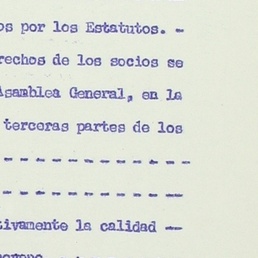 os por los Estatutos. -
rechos de los socios se
Asamblea General, en la
terceras partes de los
- - - - - - - - - - - -
- - - - - - - - - - - -
tivamente la calidad --